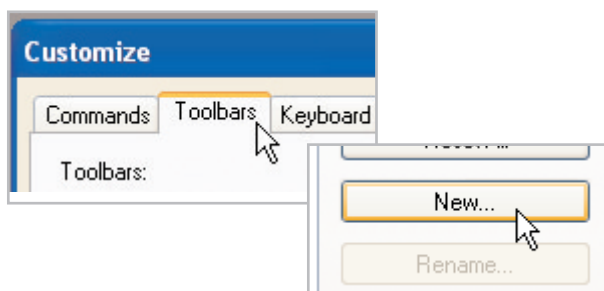 Customize
Commands Toolbars Keyboard
Toolbars:
New...
Rename...